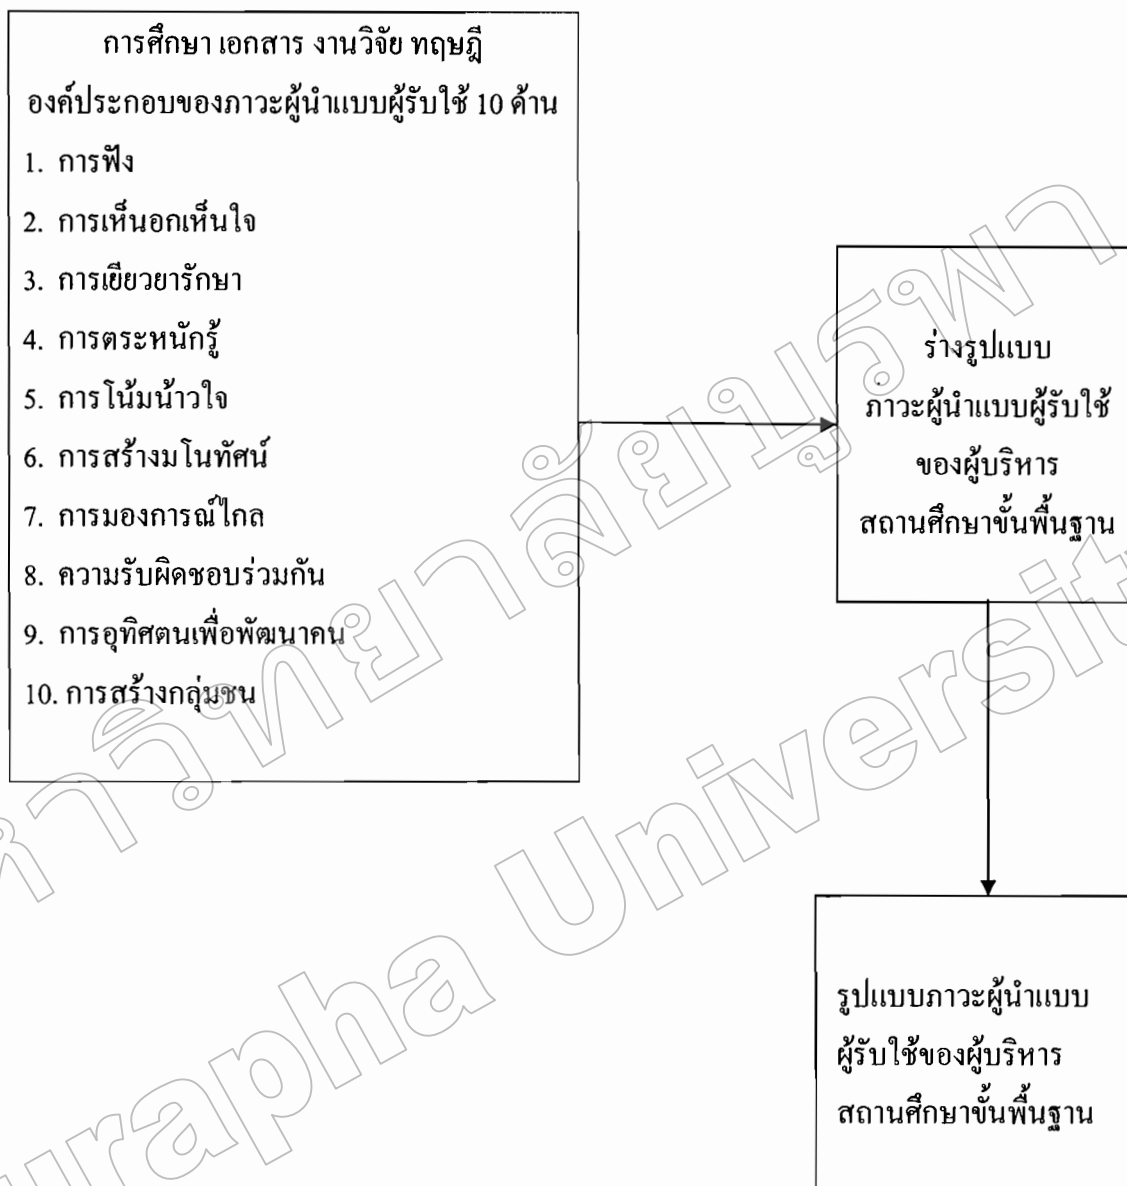 การศึกษา เอกสาร งานวิจัย ทฤษฎี
องค์ประกอบของภาวะผู้นำแบบผู้รับใช้ 10 ด้าน
1. การฟัง
2. การเห็นอกเห็นใจ
3. การเยียวยารักษา
4. การตระหนักรู้
5. การโน้มน้าวใจ
6. การสร้างมโนทัศน์
7. การมองการณ์ไกล
8. ความรับผิดชอบร่วมกัน
9. การอุทิศตนเพื่อพัฒนาคน
10. การสร้างกลุ่มชน
ร่างรูปแบบ
ภาวะผู้นำแบบผู้รับใช้
ของผู้บริหาร
สถานศึกษาขั้นพื้นฐาน
รูปแบบภาวะผู้นำแบบ
ผู้รับใช้ของผู้บริหาร
สถานศึกษาขั้นพื้นฐาน
หาวิทยาลัยบูรพา
urapha Universit